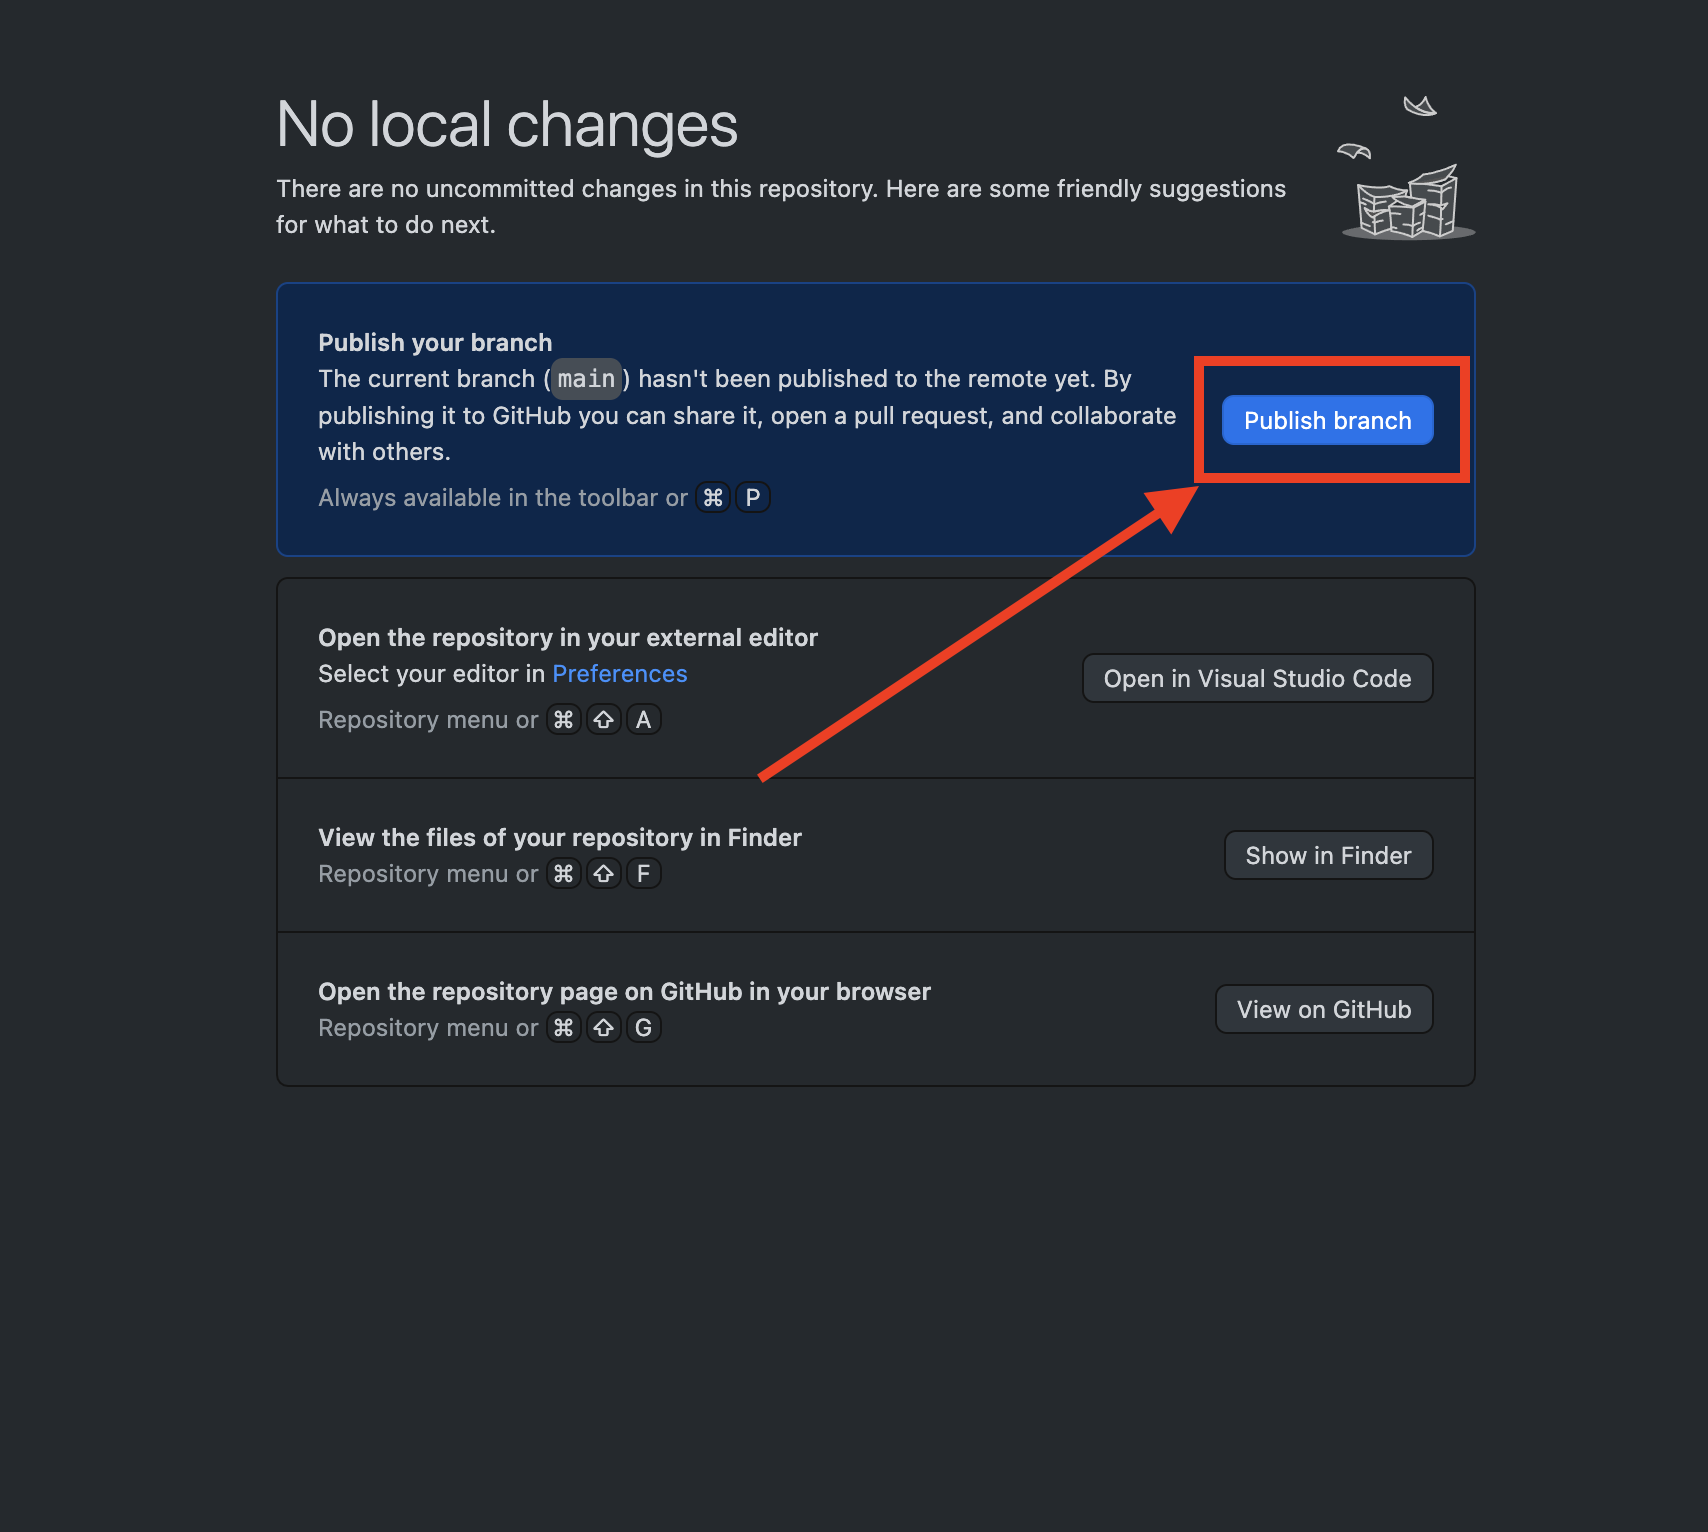 No local changes
There are no uncommitted changes in this repository. Here are some friendly suggestions
for what to do next.
Publish your branch
The current branch (main) hasn't been published to the remote yet. By
publishing it to GitHub you can share it, open a pull request, and collaborate
with others.
Always available in the toolbar or ⌘ P
Publish branch
Open the repository in your external editor
Select your editor in Preferences
Repository menu or ⌘ ⇧ A
Open in Visual Studio Code
View the files of your repository in Finder
Repository menu or ⌘ ⇧ F
Show in Finder
Open the repository page on GitHub in your browser
Repository menu or ⌘ ⇧ G
View on GitHub